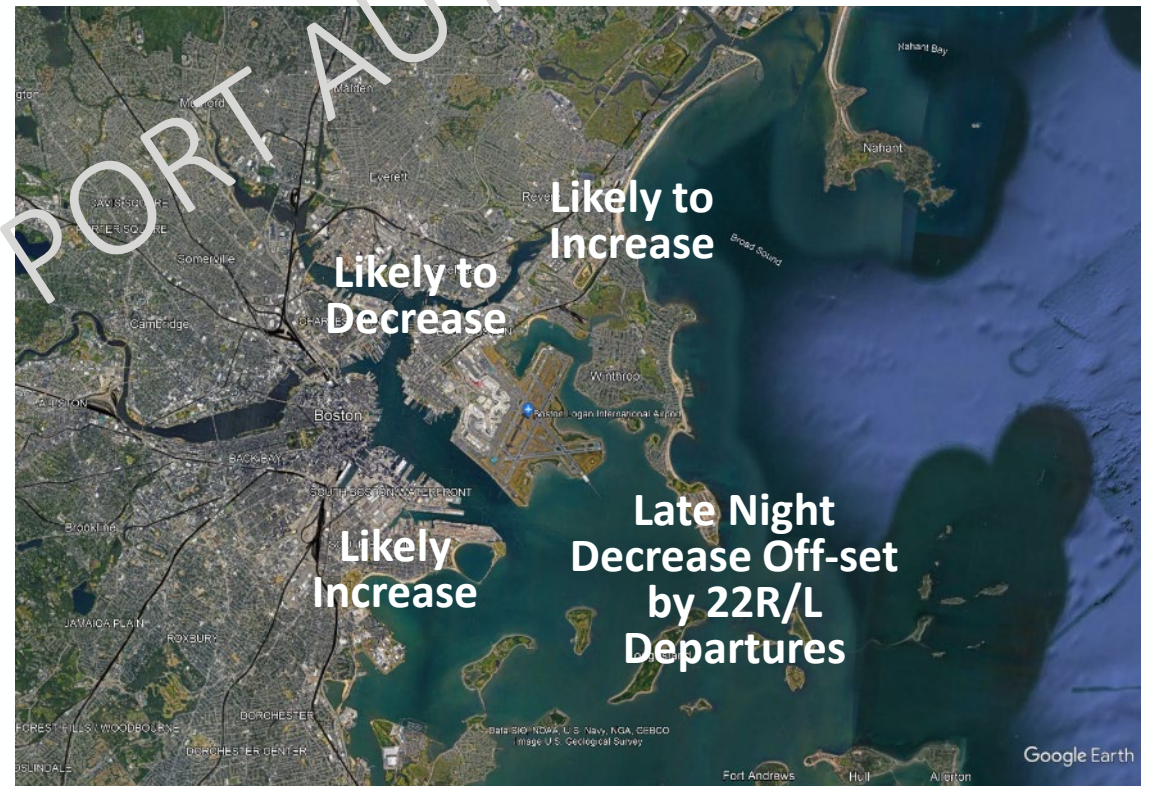 PORT AU
Nahant Bay
Malden
Nahant
Everett
Likely to
Increase
Broad Sound
Somerville
Likely to
Decrease
Cambridge
Winthrop
Boston Logan International Airport
Boston
BACK BAY
SOUTH BOSTON WATERFRONT
Late Night
Decrease Off-set
by 22R/L
Departures
Brookline
Likely
Increase
JAMAICA PLAIN
ROXBURY
DORCHESTER
FOREST HILLS / WOODBOURNE
DORCHESTER CENTER
Data SIO, NOAA, U.S. Navy, NGA, GEBCO
Image U.S. Geological Survey
Google Earth
Fort Andrews
Hull
Allerton